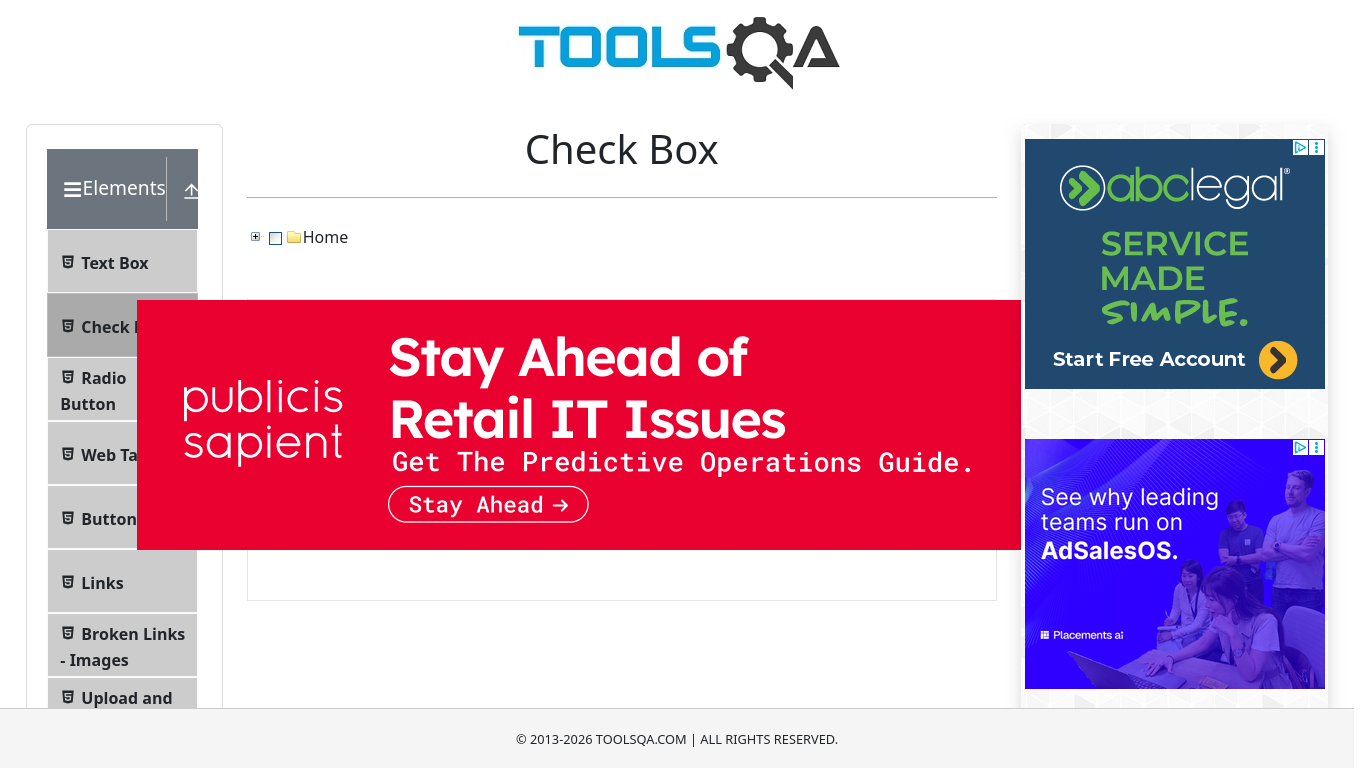 TOOLSQA
Check Box
Elements
Text Box
Check
Radio
Button
Web Ta
Button
Links
Broken Links
- Images
Upload and
Home
publicis
sapient
Stay Ahead of
Retail IT Issues
Get The Predictive Operations Guide.
Stay Ahead →
abclegal®
SERVICE
MADE
SIMPLE.
Start Free Account
See why leading
teams run on
AdSalesOS.
Placements ai
© 2013-2026 TOOLSQA.COM | ALL RIGHTS RESERVED.